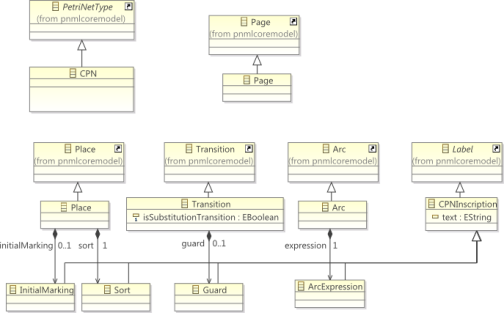 PetriNetType
(from pnmlcoremodel)
CPN
Page
(from pnmlcoremodel)
Page
Place
(from pnmlcoremodel)
Transition
(from pnmlcoremodel)
Arc
(from pnmlcoremodel)
Label
(from pnmlcoremodel)
Place
Transition
isSubstitutionTransition : EBoolean
Arc
CPNInscription
text : EString
initialMarking 0..1
sort 1
guard 0..1
expression 1
InitialMarking
Sort
Guard
ArcExpression